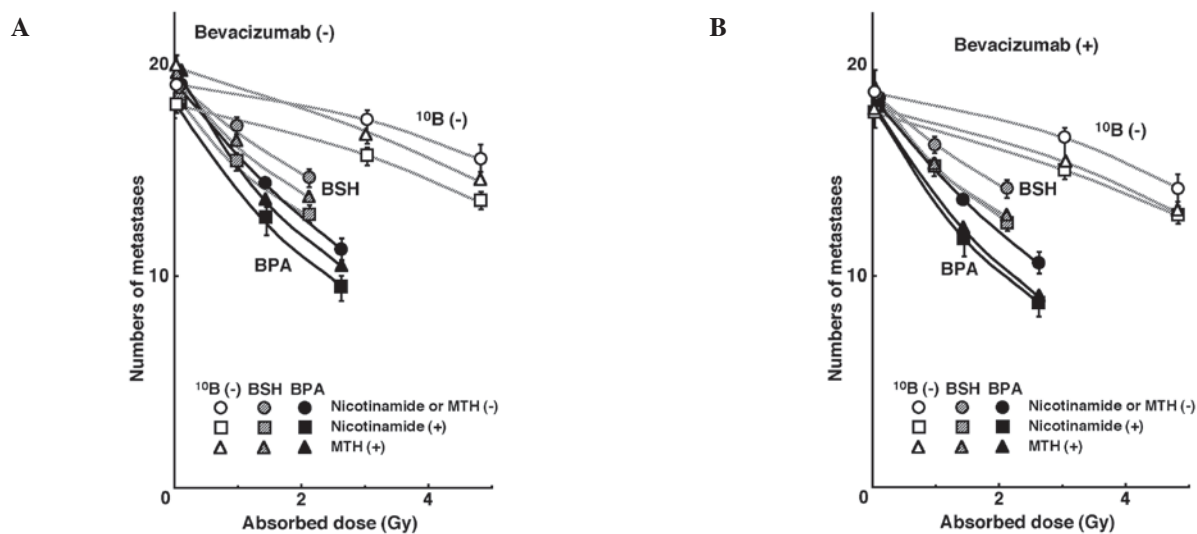 A
Bevacizumab (-)
20
10
0
2
4
Numbers of metastases
Absorbed dose (Gy)
¹⁰B (-)
BSH
BPA
¹⁰B (-) BSH BPA
Nicotinamide or MTH (-)
Nicotinamide (+)
MTH (+)
B
Bevacizumab (+)
20
10
0
2
4
Numbers of metastases
Absorbed dose (Gy)
¹⁰B (-)
BSH
BPA
¹⁰B (-) BSH BPA
Nicotinamide or MTH (-)
Nicotinamide (+)
MTH (+)